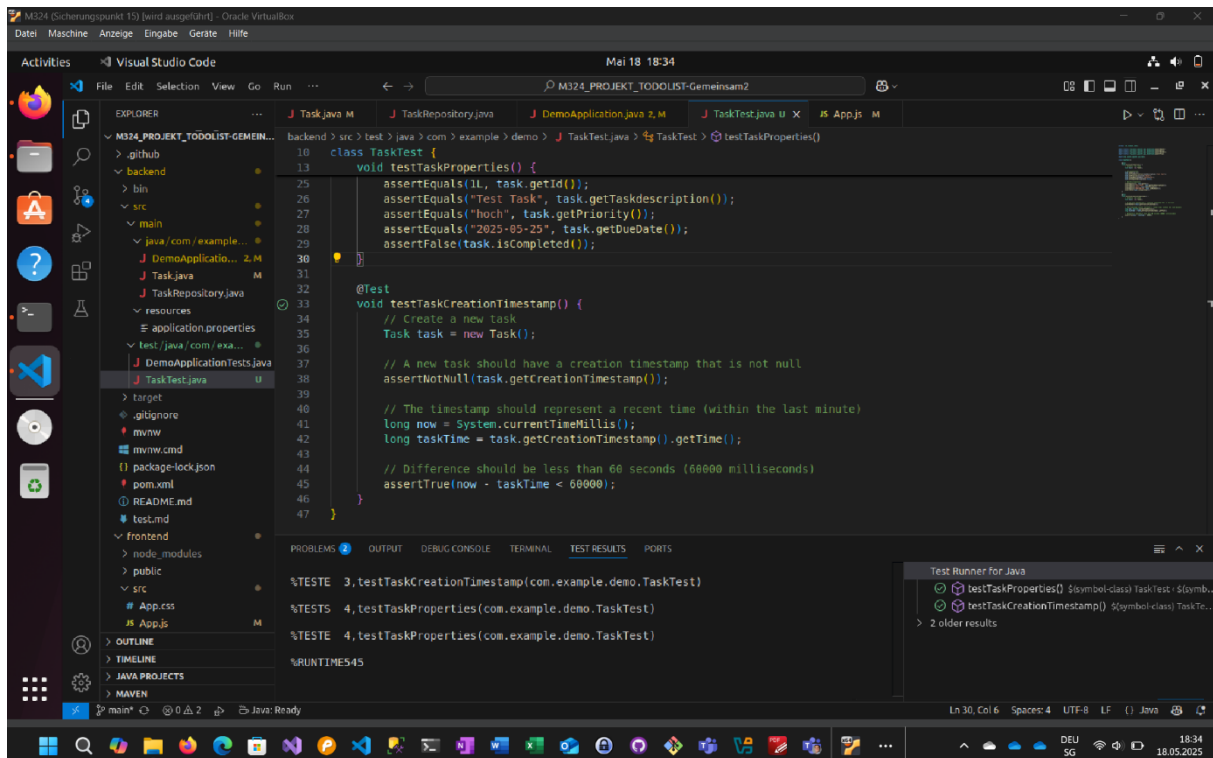 M324 (Sicherungspunkt 15) [wird ausgeführt] - Oracle VirtualBox
Datei Maschine Anzeige Eingabe Geräte Hilfe
Activities
Visual Studio Code
Mai 18 18:34
File Edit Selection View Go Run ···
M324_PROJEKT_TODOLIST-Gemeinsam2
EXPLORER
M324_PROJEKT_TODOLIST-GEMEIN...
.github
backend
bin
src
main
java/com/example...
DemoApplicatio... 2, M
Task.java M
TaskRepository.java
resources
application.properties
test/java/com/exa...
DemoApplicationTests.java
TaskTest.java U
target
.gitignore
mvnw
mvnw.cmd
package-lock.json
pom.xml
README.md
test.md
frontend
node_modules
public
src
App.css
App.js M
OUTLINE
TIMELINE
JAVA PROJECTS
MAVEN
Task.java M
TaskRepository.java
DemoApplication.java 2, M
TaskTest.java U
App.js M
backend > src > test > java > com > example > demo > TaskTest.java > TaskTest > testTaskProperties()
10 class TaskTest {
13 void testTaskProperties() {
25 assertEquals(1L, task.getId());
26 assertEquals("Test Task", task.getTaskdescription());
27 assertEquals("hoch", task.getPriority());
28 assertEquals("2025-05-25", task.getDueDate());
29 assertFalse(task.isCompleted());
30 }
31
32 @Test
33 void testTaskCreationTimestamp() {
34 // Create a new task
35 Task task = new Task();
36
37 // A new task should have a creation timestamp that is not null
38 assertNotNull(task.getCreationTimestamp());
39
40 // The timestamp should represent a recent time (within the last minute)
41 long now = System.currentTimeMillis();
42 long taskTime = task.getCreationTimestamp().getTime();
43
44 // Difference should be less than 60 seconds (60000 milliseconds)
45 assertTrue(now - taskTime < 60000);
46 }
47 }
PROBLEMS 2 OUTPUT DEBUG CONSOLE TERMINAL TEST RESULTS PORTS
%TESTE 3,testTaskCreationTimestamp(com.example.demo.TaskTest)
%TESTS 4,testTaskProperties(com.example.demo.TaskTest)
%TESTE 4,testTaskProperties(com.example.demo.TaskTest)
%RUNTIME545
Test Runner for Java
testTaskProperties() $(symbol-class) TaskTest < $(symb...
testTaskCreationTimestamp() $(symbol-class) TaskTe...
2 older results
main* 0 2 Java: Ready
Ln 30, Col 6 Spaces: 4 UTF-8 LF {} Java
DEU
SG
18:34
18.05.2025